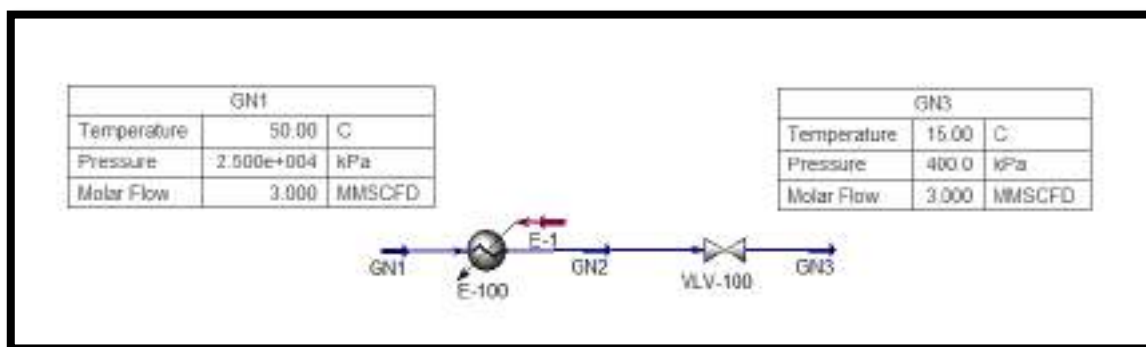 GN1
Temperature 50.00 C
Pressure 2.500e+004 kPa
Molar Flow 3.000 MMSCFD
GN3
Temperature 15.00 C
Pressure 400.0 kPa
Molar Flow 3.000 MMSCFD
GN1
E-100
E-1
GN2
VLV-100
GN3